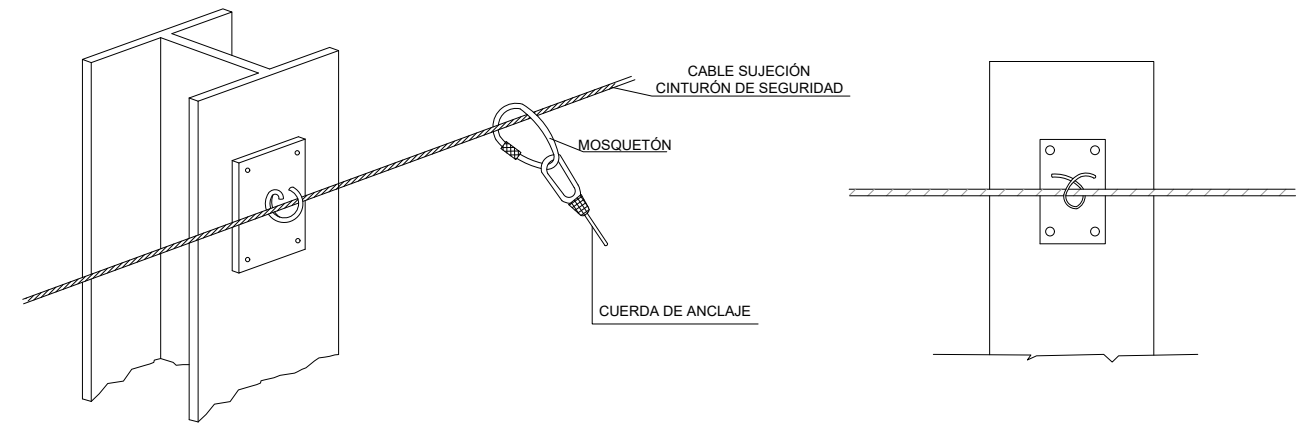 CABLE SUJECIÓN
CINTURÓN DE SEGURIDAD
MOSQUETÓN
CUERDA DE ANCLAJE